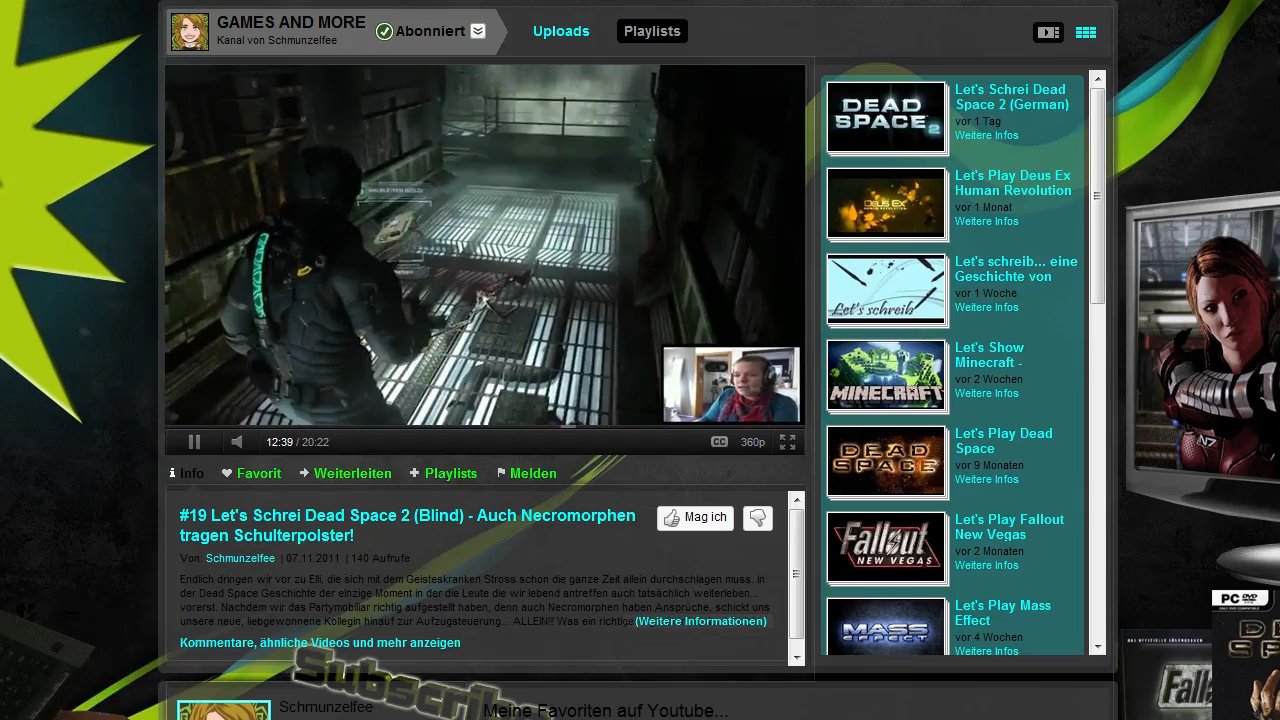 GAMES AND MORE
Kanal von Schmunzelfee
Abonniert
Uploads
Playlists
12:39 / 20:22
CC
360p
Info
Favorit
Weiterleiten
Playlists
Melden
#19 Let's Schrei Dead Space 2 (Blind) - Auch Necromorphen
tragen Schulterpolster!
Mag ich
Von: Schmunzelfee | 07.11.2011 | 140 Aufrufe
Endlich dringen wir vor zu Elli, die sich mit dem Geisteskranken Stross schon die ganze Zeit allein durchschlagen muss. In
der Dead Space Geschichte der einzige Moment in der die Leute die wir lebend antreffen auch tatsächlich weiterleben...
vorerst. Nachdem wir das Partymobiliar richtig aufgestellt haben, denn die Necromorphen haben Ansprüche, schickt uns
unsere neue, liebgewonnene Kollegin hinauf zur Aufzugsteuerung... ALLEIN! Was ein richtige (Weitere Informationen)
Kommentare, ähnliche Videos und mehr anzeigen
DEAD
SPACE 2
Let's Schrei Dead
Space 2 (German)
vor 1 Tag
Weitere Infos
DEUS EX
Let's Play Deus Ex
Human Revolution
vor 1 Monat
Weitere Infos
Let's schreib
Let's schreib... eine
Geschichte von
vor 1 Woche
Weitere Infos
MINECRAFT
Let's Show
Minecraft -
vor 2 Wochen
Weitere Infos
DEAD
SPACE
Let's Play Dead
Space
vor 9 Monaten
Weitere Infos
Fallout
NEW VEGAS
Let's Play Fallout
New Vegas
vor 2 Monaten
Weitere Infos
MASS
EFFECT
Let's Play Mass
Effect
vor 4 Wochen
Weitere Infos
N7
PC DVD
Subscri
Schmunzelfee
Meine Favoriten auf Youtube...
DAS OFFIZIELLE LÖSUNGSBUCH
Fall